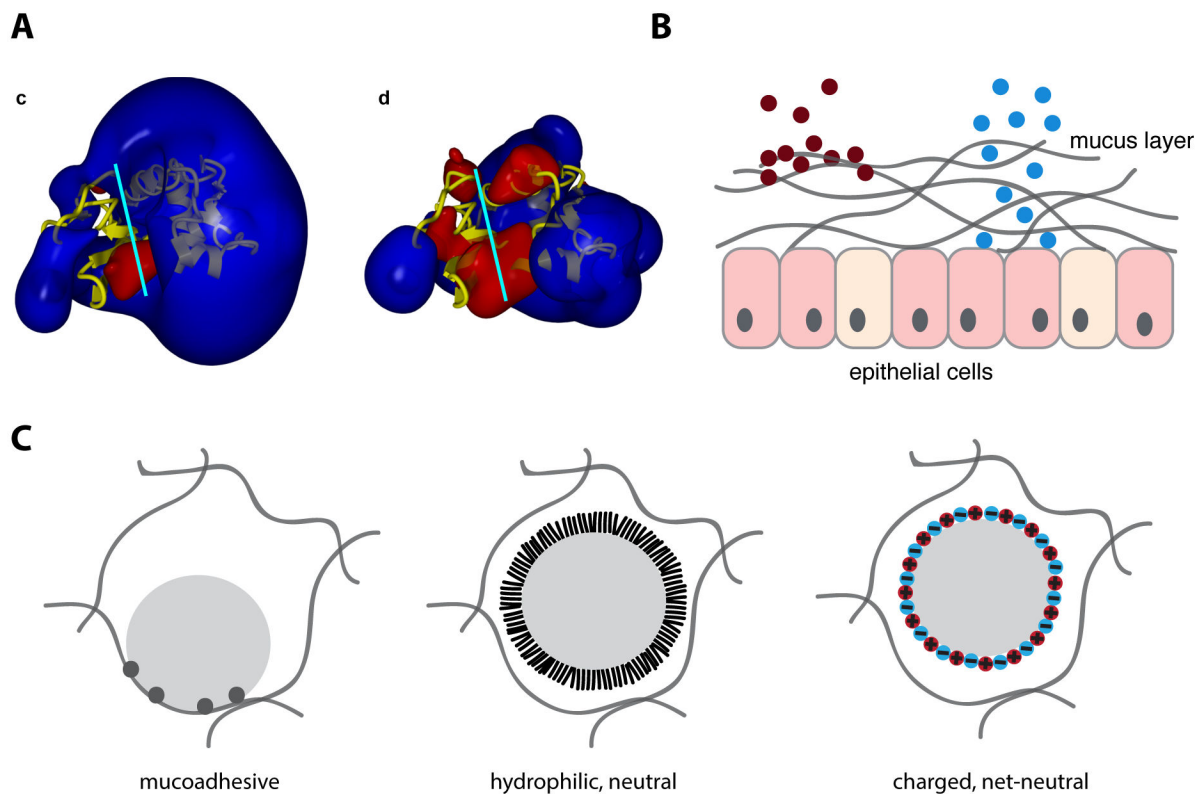 A
B
c
d
mucus layer
epithelial cells
C
mucoadhesive
hydrophilic, neutral
charged, net-neutral